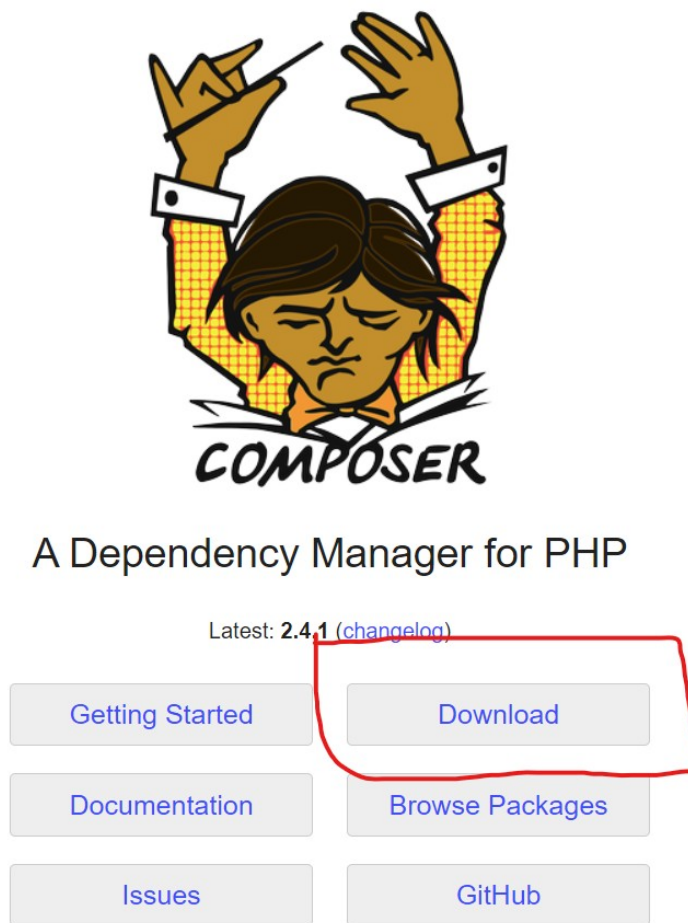 COMPOSER
A Dependency Manager for PHP
Latest: 2.4.1 (changelog)
Getting Started
Download
Documentation
Browse Packages
Issues
GitHub